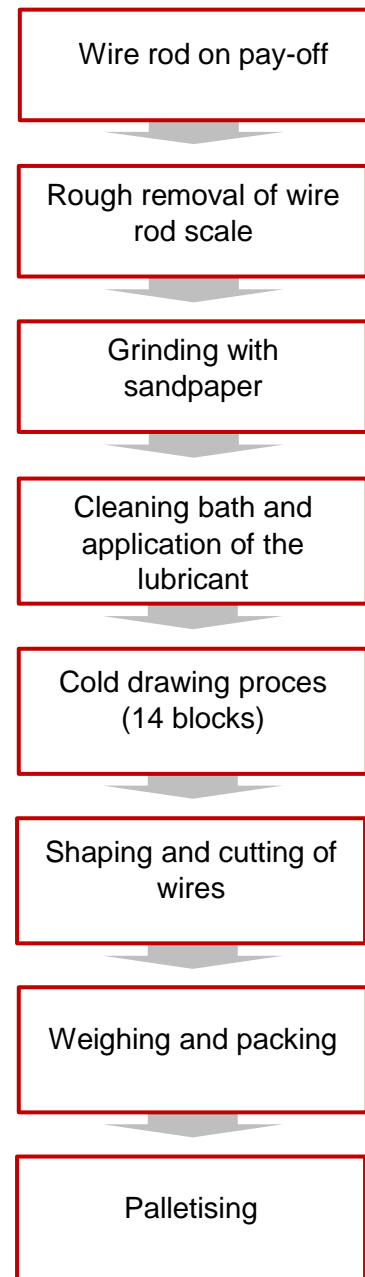 Wire rod on pay-off
Rough removal of wire
rod scale
Grinding with
sandpaper
Cleaning bath and
application of the
lubricant
Cold drawing proces
(14 blocks)
Shaping and cutting of
wires
Weighing and packing
Palletising